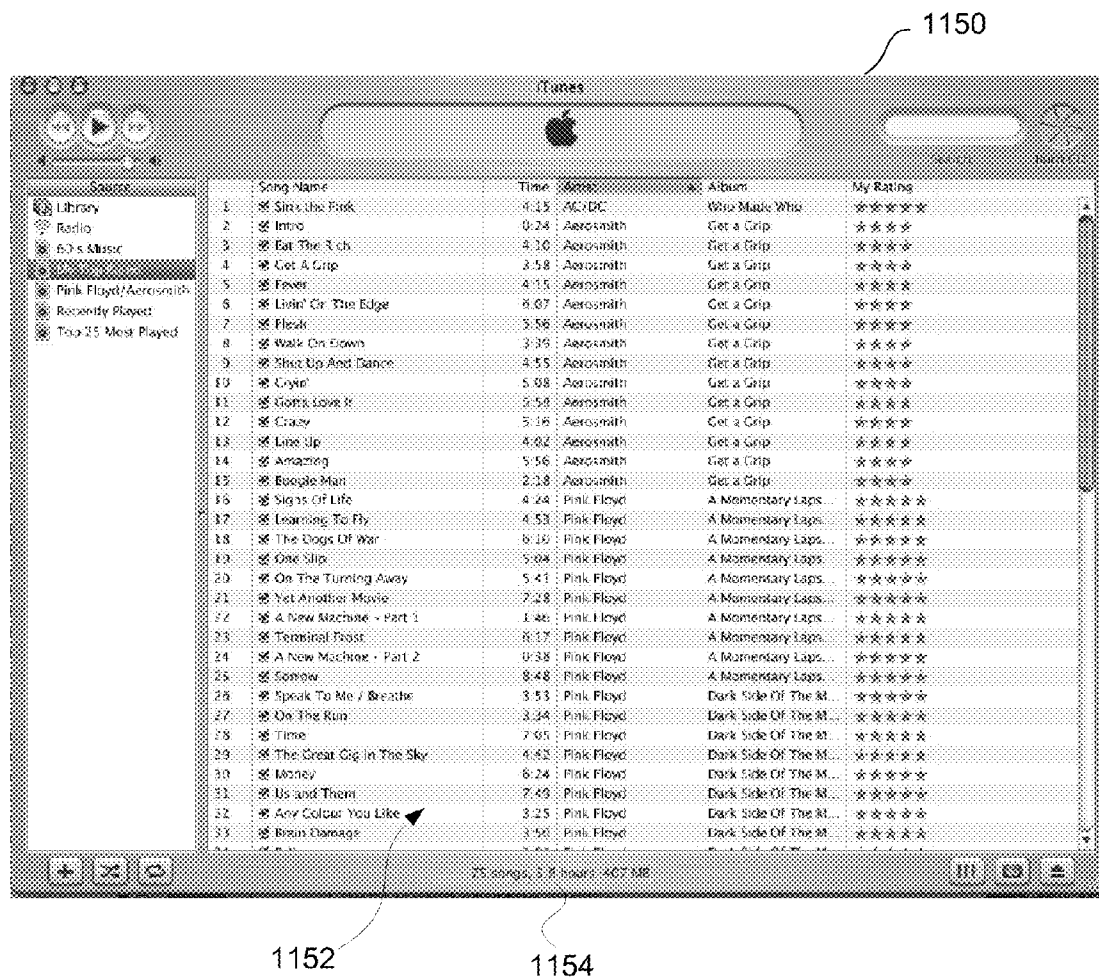 1150
iTunes
Search
Source
Library
Radio
60's Music
Pink Floyd/Aerosmith
Recently Played
Top 25 Most Played
Song Name Time Artist Album My Rating
1 Sink the Pink 4:15 AC/DC Who Made Who ★★★★★
2 Intro 0:24 Aerosmith Get a Grip ★★★★
3 Eat The Rich 4:10 Aerosmith Get a Grip ★★★★
4 Get A Grip 3:58 Aerosmith Get a Grip ★★★★
5 Fever 4:15 Aerosmith Get a Grip ★★★★
6 Livin' On The Edge 6:07 Aerosmith Get a Grip ★★★★
7 Flesh 5:56 Aerosmith Get a Grip ★★★★
8 Walk On Down 3:39 Aerosmith Get a Grip ★★★★
9 Shut Up And Dance 4:55 Aerosmith Get a Grip ★★★★
10 Cryin' 5:08 Aerosmith Get a Grip ★★★★
11 Gotta Love It 5:58 Aerosmith Get a Grip ★★★★
12 Crazy 5:16 Aerosmith Get a Grip ★★★★
13 Line Up 4:02 Aerosmith Get a Grip ★★★★
14 Amazing 5:56 Aerosmith Get a Grip ★★★★
15 Boogie Man 2:18 Aerosmith Get a Grip ★★★★
16 Signs Of Life 4:24 Pink Floyd A Momentary Laps... ★★★★★
17 Learning To Fly 4:53 Pink Floyd A Momentary Laps... ★★★★★
18 The Dogs Of War 6:10 Pink Floyd A Momentary Laps... ★★★★★
19 One Slip 5:04 Pink Floyd A Momentary Laps... ★★★★★
20 On The Turning Away 5:41 Pink Floyd A Momentary Laps... ★★★★★
21 Yet Another Movie 7:28 Pink Floyd A Momentary Laps... ★★★★★
22 A New Machine - Part 1 1:46 Pink Floyd A Momentary Laps... ★★★★★
23 Terminal Frost 6:17 Pink Floyd A Momentary Laps... ★★★★★
24 A New Machine - Part 2 0:38 Pink Floyd A Momentary Laps... ★★★★★
25 Sorrow 8:48 Pink Floyd A Momentary Laps... ★★★★★
26 Speak To Me / Breathe 3:53 Pink Floyd Dark Side Of The M... ★★★★★
27 On The Run 3:34 Pink Floyd Dark Side Of The M... ★★★★★
28 Time 7:05 Pink Floyd Dark Side Of The M... ★★★★★
29 The Great Gig In The Sky Pink Floyd Dark Side Of The M... ★★★★★
30 Money 6:24 Pink Floyd Dark Side Of The M... ★★★★★
31 Us and Them 7:49 Pink Floyd Dark Side Of The M... ★★★★★
32 Any Colour You Like 3:25 Pink Floyd Dark Side Of The M... ★★★★★
33 Brain Damage 3:50 Pink Floyd Dark Side Of The M... ★★★★★
75 songs, hours, 407 MB
1152
1154